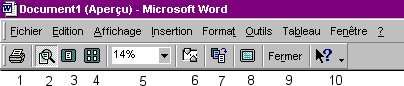 Document1 (Aperçu) - Microsoft Word
Fichier Edition Affichage Insertion Format Outils Tableau Fenêtre ?
14% Fermer
1 2 3 4 5 6 7 8 9 10